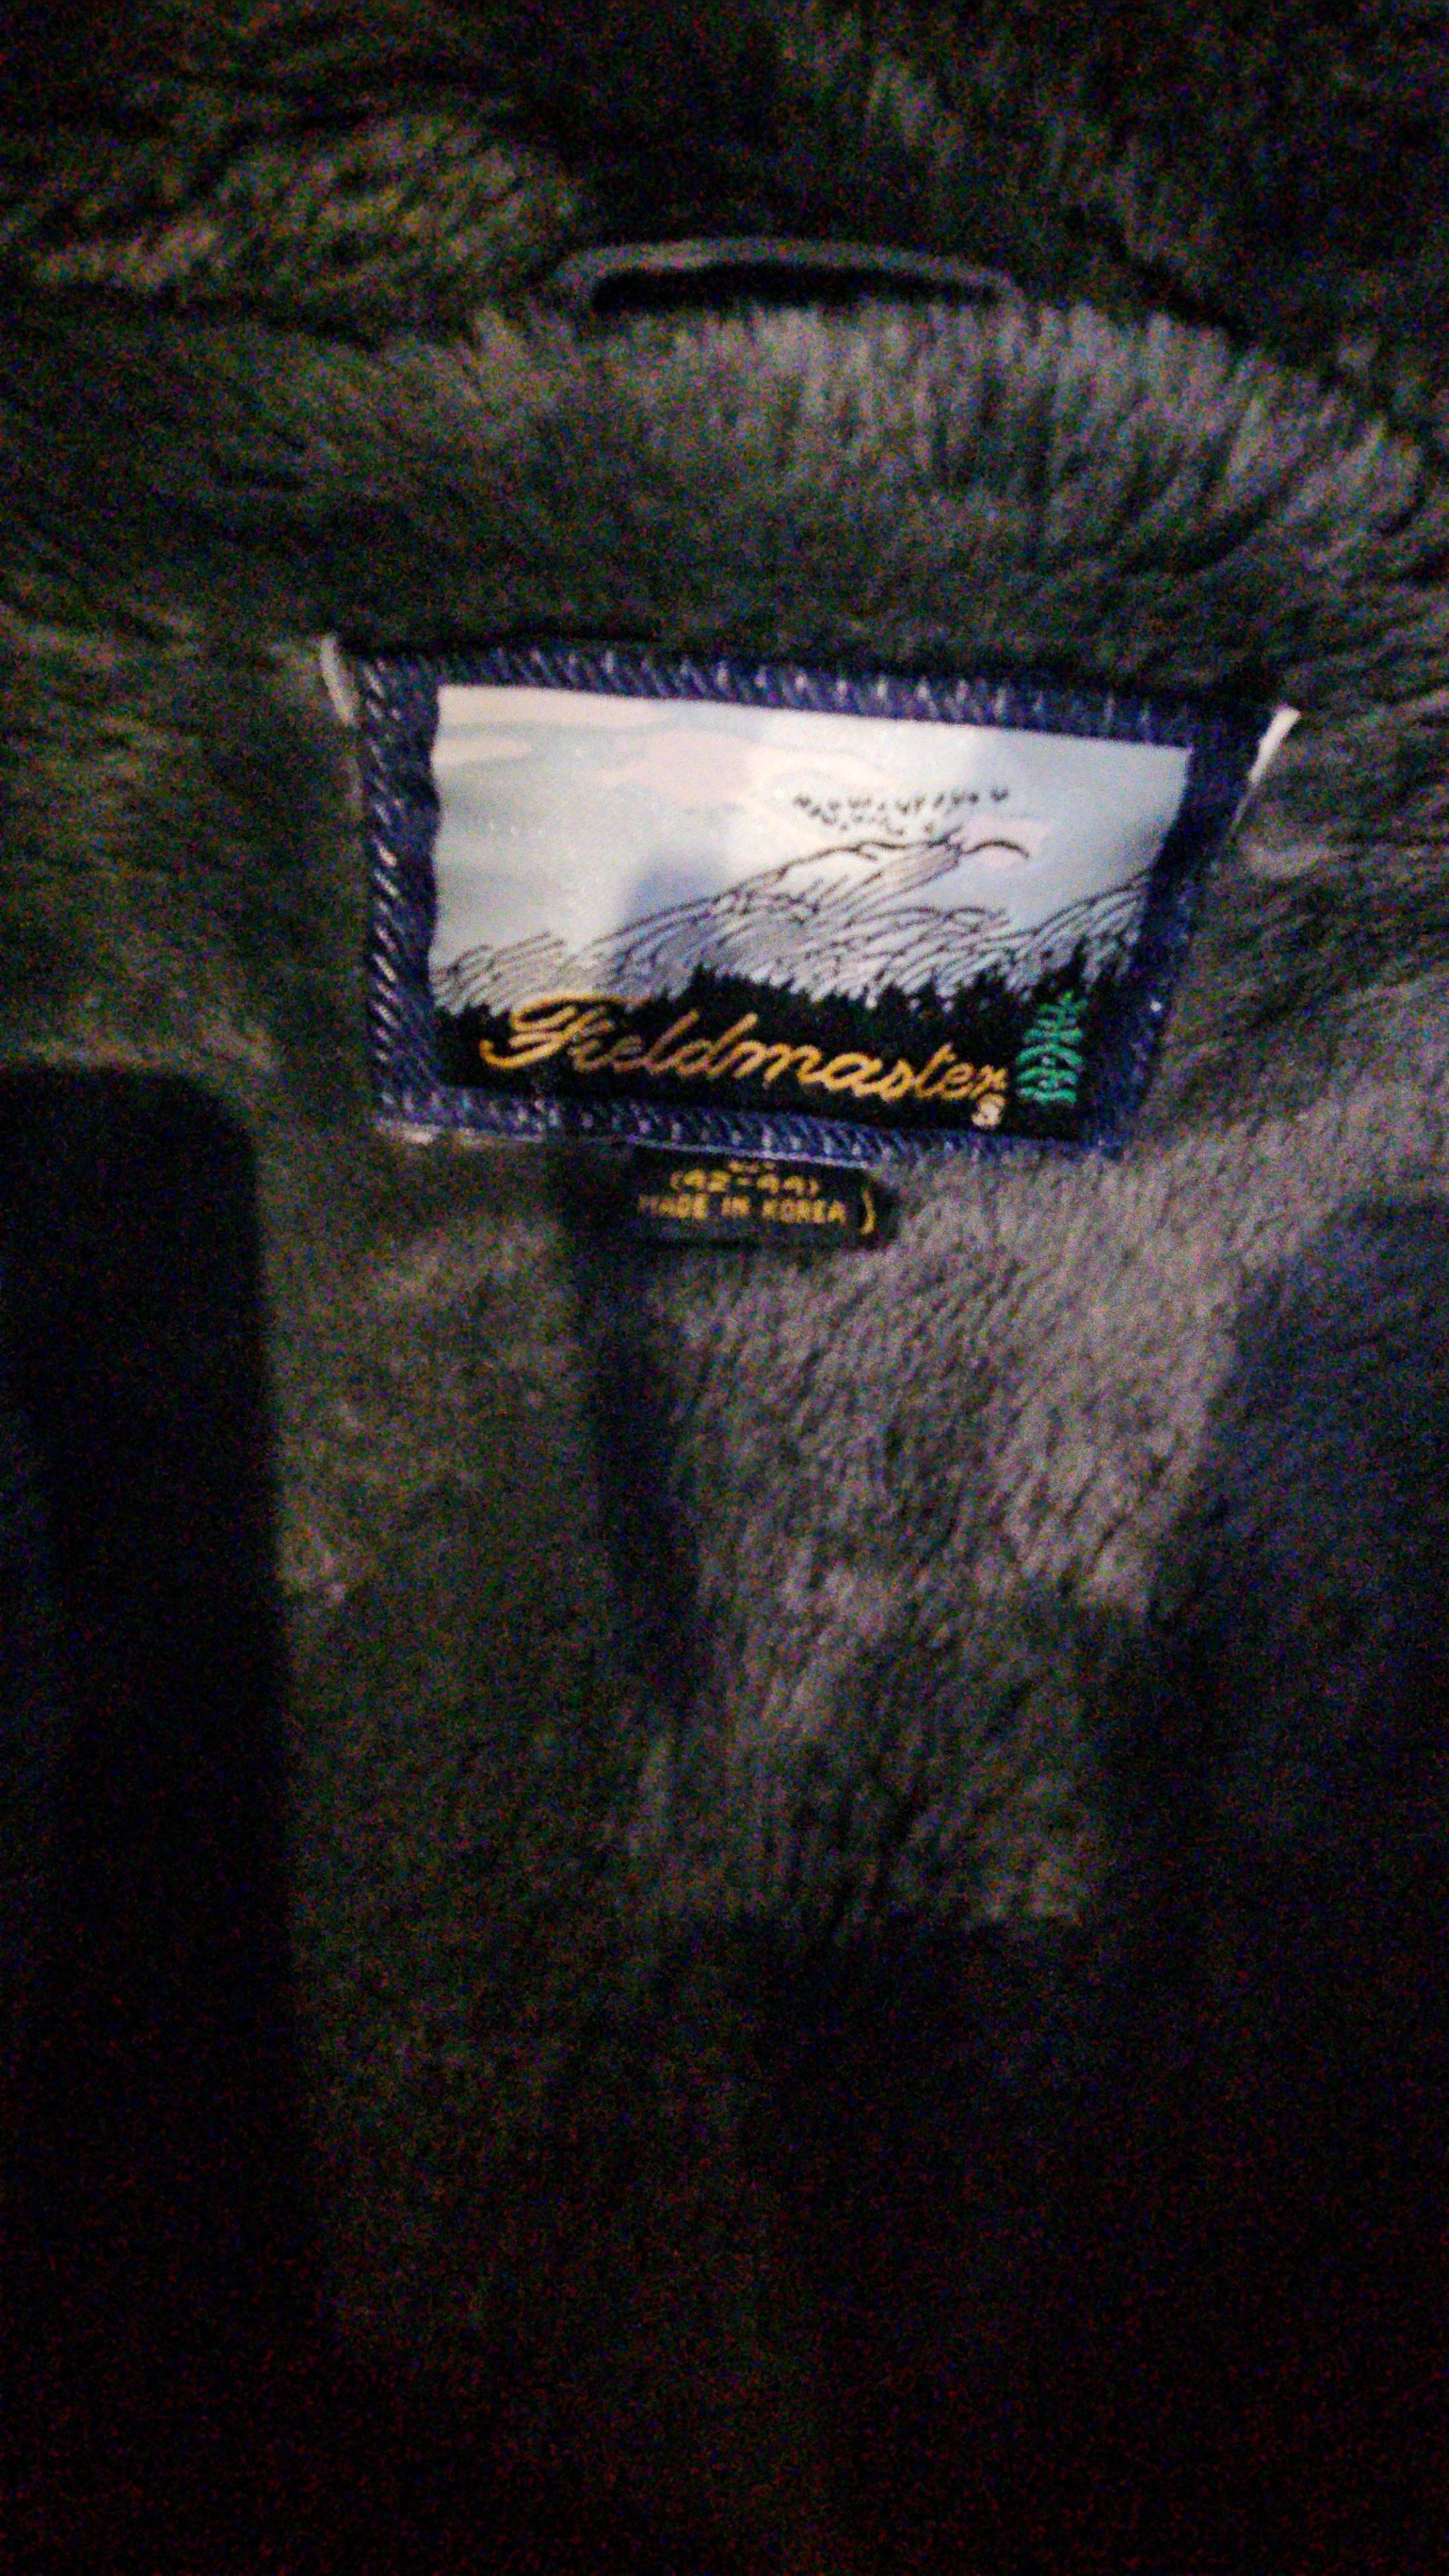 Fieldmaster
S
(42-44)
MADE IN KOREA